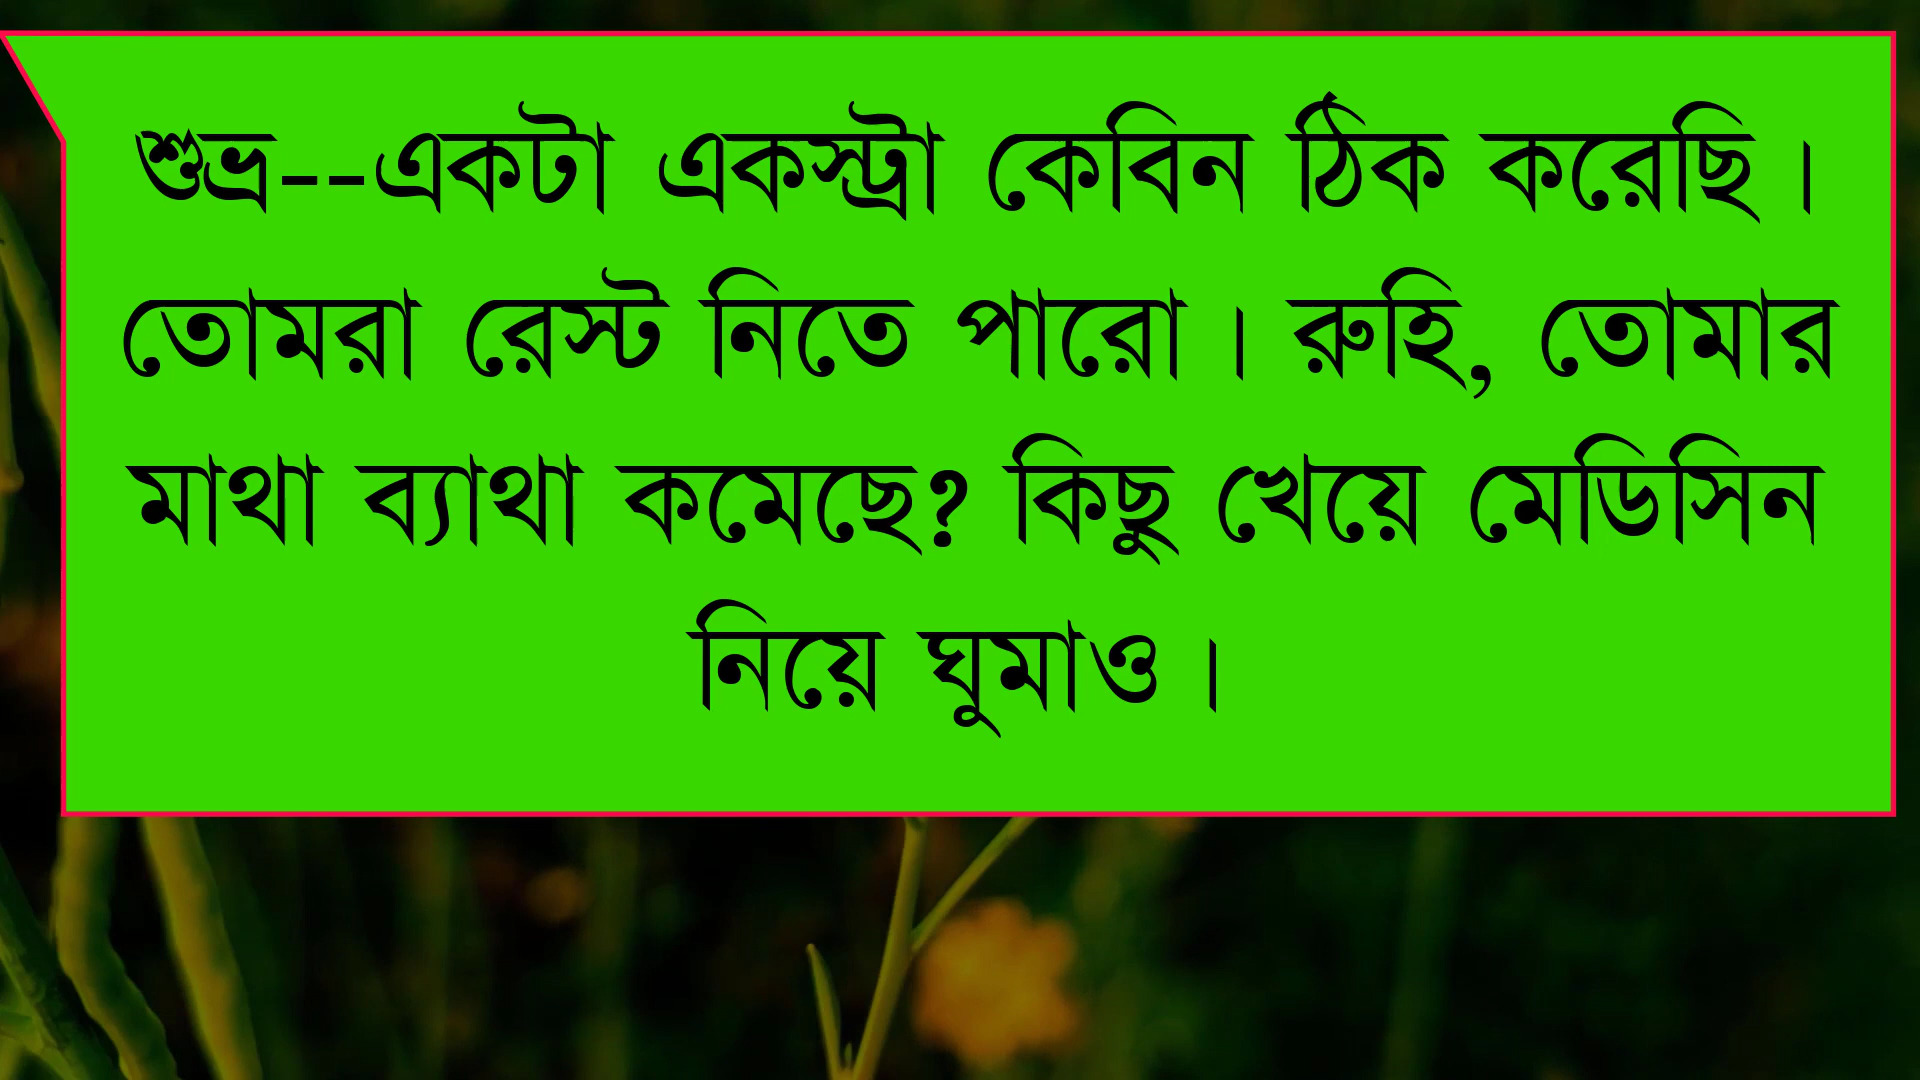 শুভ্র--একটা একস্ট্রা কেবিন ঠিক করেছি।
তোমরা রেস্ট নিতে পারো। রুহি, তোমার
মাথা ব্যাথা কমেছে? কিছু খেয়ে মেডিসিন
নিয়ে ঘুমাও।